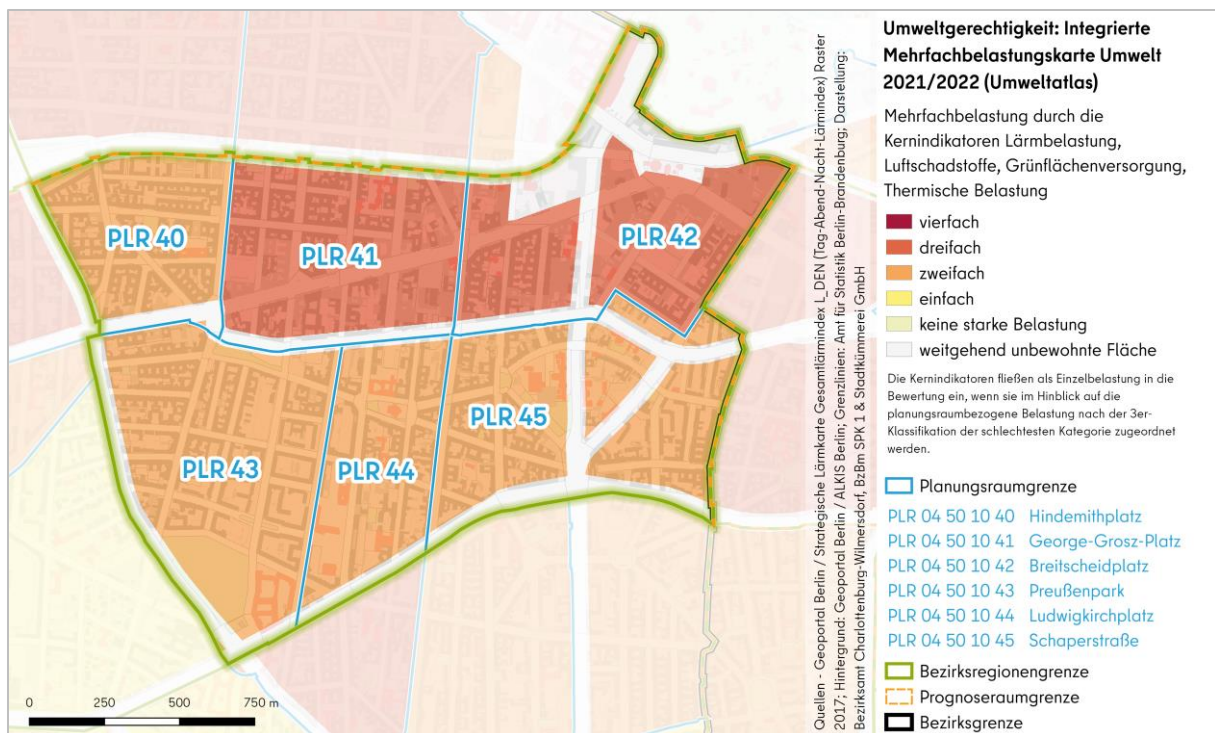 PLR 40
PLR 41
PLR 42
PLR 43
PLR 44
PLR 45
0 250 500 750 m
Quellen - Geoportal Berlin / Strategische Lärmkarte Gesamtlärmindex L_DEN (Tag-Abend-Nacht-Lärmindex) Raster
2017; Hintergrund: Geoportal Berlin / ALKIS Berlin; Grenzlinien: Amt für Statistik Berlin-Brandenburg; Darstellung:
Bezirksamt Charlottenburg-Wilmersdorf, BzBm SPK 1 & Stadtkümmerei GmbH
Umweltgerechtigkeit: Integrierte
Mehrfachbelastungskarte Umwelt
2021/2022 (Umweltatlas)
Mehrfachbelastung durch die
Kernindikatoren Lärmbelastung,
Luftschadstoffe, Grünflächenversorgung,
Thermische Belastung
vierfach
dreifach
zweifach
einfach
keine starke Belastung
weitgehend unbewohnte Fläche
Die Kernindikatoren fließen als Einzelbelastung in die
Bewertung ein, wenn sie im Hinblick auf die
planungsraumbezogene Belastung nach der 3er-
Klassifikation der schlechtesten Kategorie zugeordnet
werden.
Planungsraumgrenze
PLR 04 50 10 40 Hindemithplatz
PLR 04 50 10 41 George-Grosz-Platz
PLR 04 50 10 42 Breitscheidplatz
PLR 04 50 10 43 Preußenpark
PLR 04 50 10 44 Ludwigkirchplatz
PLR 04 50 10 45 Schaperstraße
Bezirksregionengrenze
Prognoseraumgrenze
Bezirksgrenze